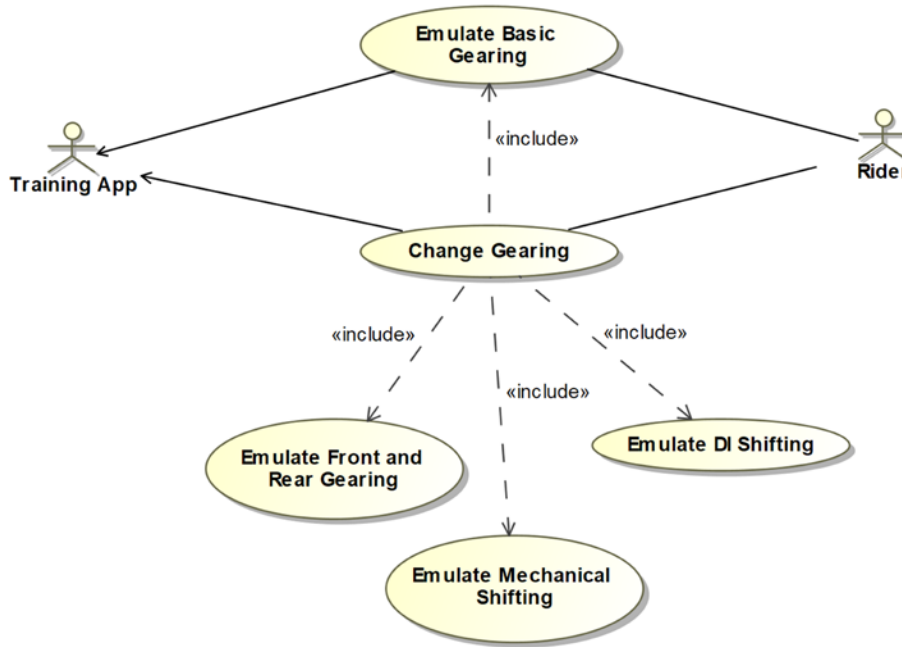 Emulate Basic
Gearing
«include»
Training App
Rider
Change Gearing
«include»
«include»
«include»
Emulate Front and
Rear Gearing
Emulate DI Shifting
Emulate Mechanical
Shifting